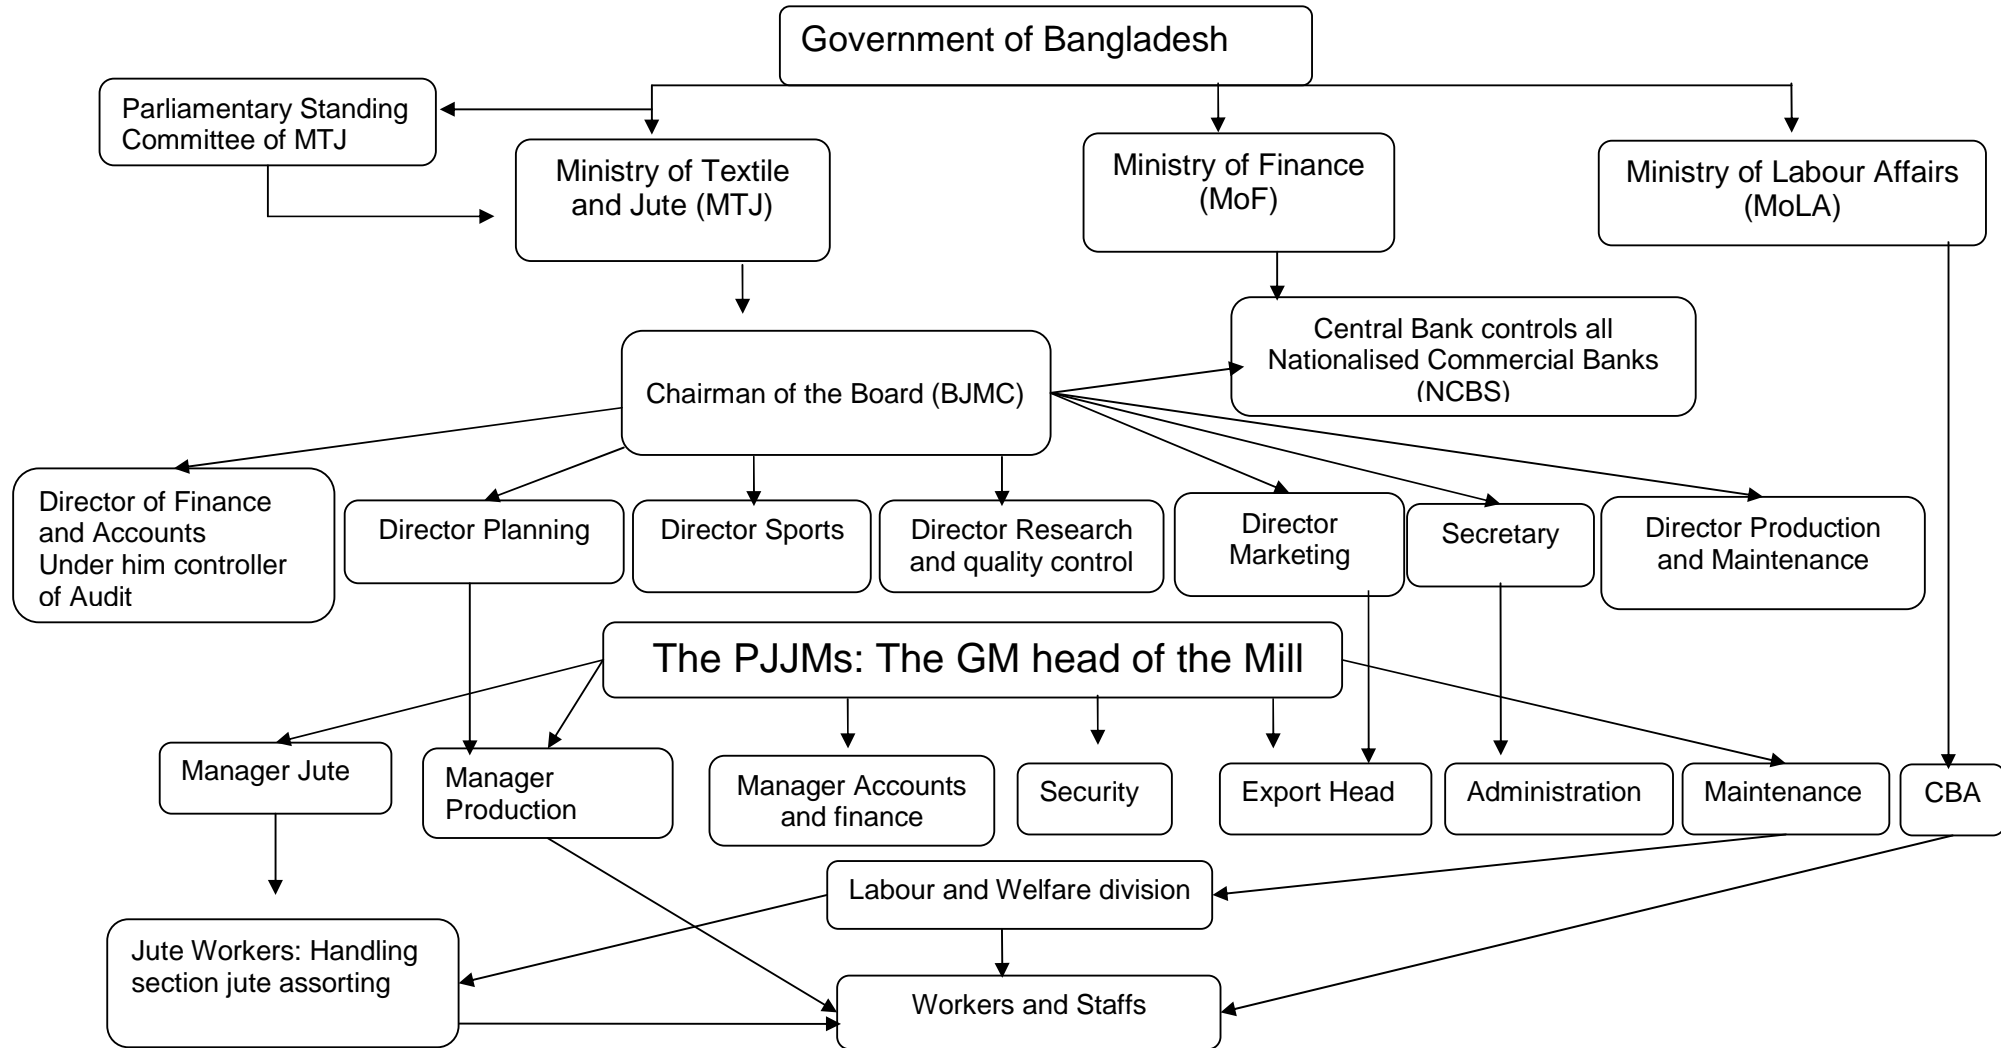 Government of Bangladesh
Parliamentary Standing
Committee of MTJ
Ministry of Textile
and Jute (MTJ)
Ministry of Finance
(MoF)
Ministry of Labour Affairs
(MoLA)
Central Bank controls all
Nationalised Commercial Banks
(NCBS)
Chairman of the Board (BJMC)
Director of Finance
and Accounts
Under him controller
of Audit
Director Planning
Director Sports
Director Research
and quality control
Director
Marketing
Secretary
Director Production
and Maintenance
The PJJMs: The GM head of the Mill
Manager Jute
Manager
Production
Manager Accounts
and finance
Security
Export Head
Administration
Maintenance
CBA
Labour and Welfare division
Jute Workers: Handling
section jute assorting
Workers and Staffs